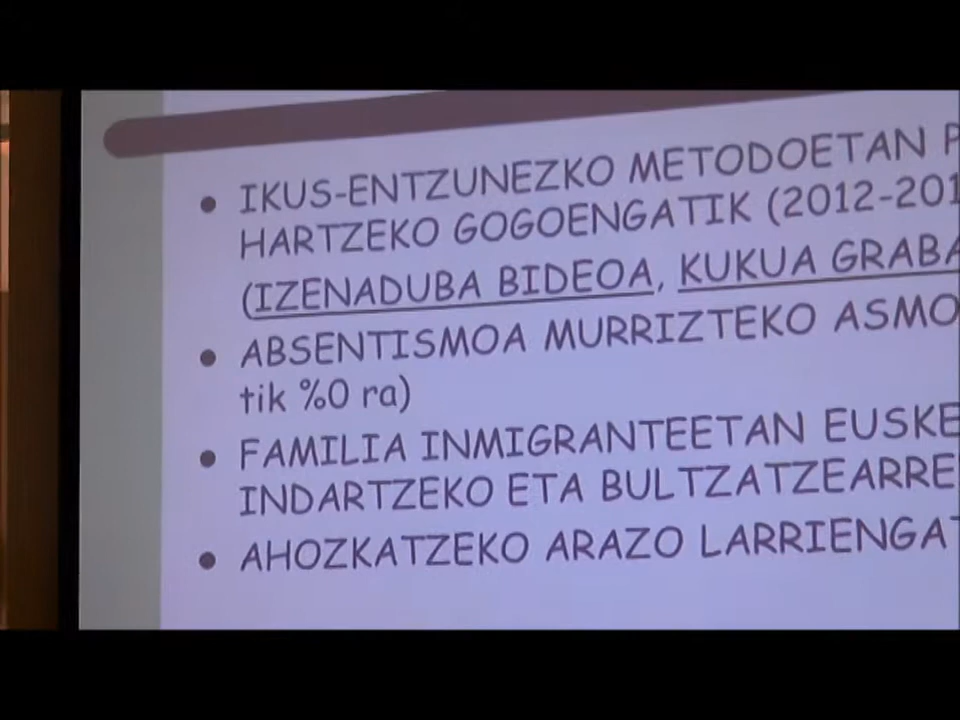 IKUS-ENTZUNEZKO METODOETAN
HARTZEKO GOGOENGATIK (2012-201
(IZENADUBA BIDEOA, KUKUA GRABA
ABSENTISMOA MURRIZTEKO ASMO
tik %0 ra)
FAMILIA INMIGRANTEETAN EUSKE
INDARTZEKO ETA BULTZATZEARRE
AHOZKATZEKO ARAZO LARRIENGA